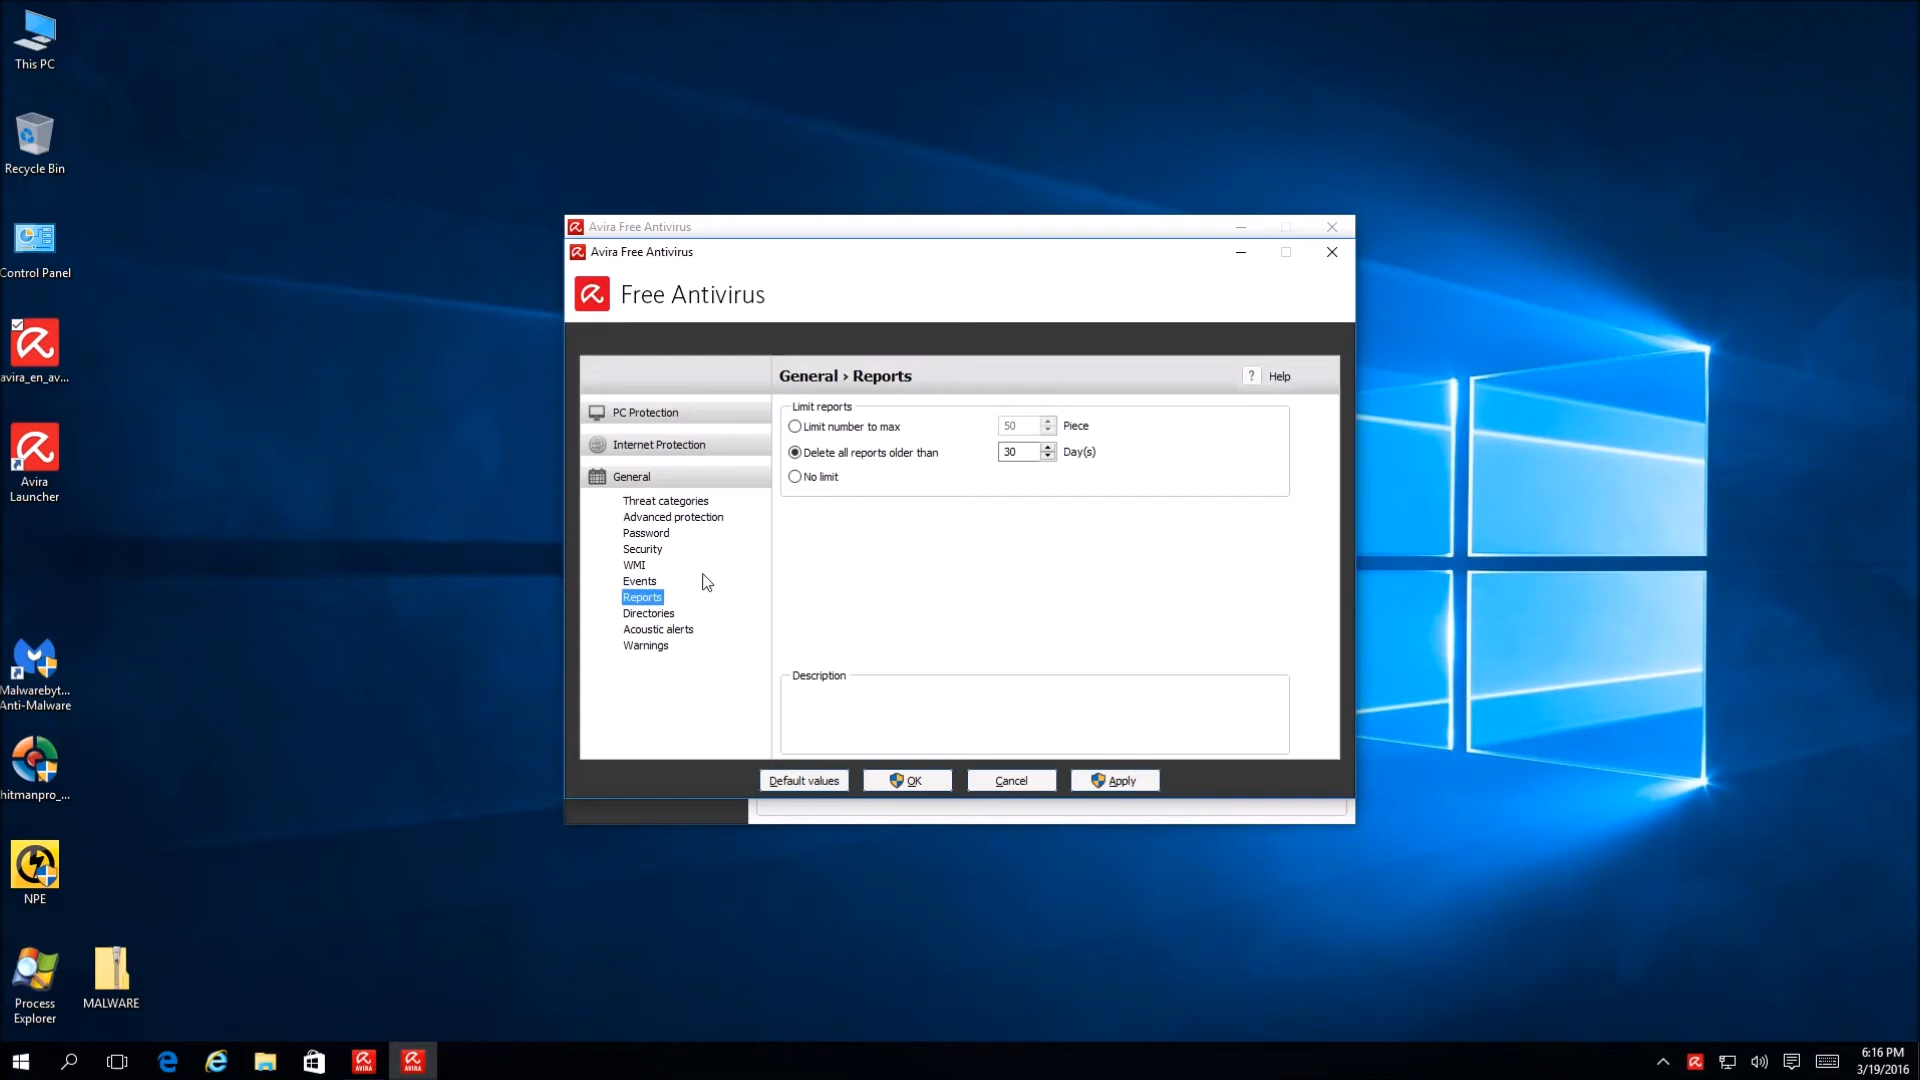 This PC
Recycle Bin
Control Panel
avira_en_av...
Avira
Launcher
Malwarebyt...
Anti-Malware
hitmanpro_...
NPE
Process
Explorer
MALWARE
Avira Free Antivirus
Avira Free Antivirus
Free Antivirus
General › Reports
? Help
PC Protection
Internet Protection
General
Threat categories
Advanced protection
Password
Security
WMI
Events
Reports
Directories
Acoustic alerts
Warnings
Limit reports
Limit number to max 50 Piece
Delete all reports older than 30 Day(s)
No limit
Description
Default values OK Cancel Apply
AVIRA AVIRA
6:16 PM
3/19/2016